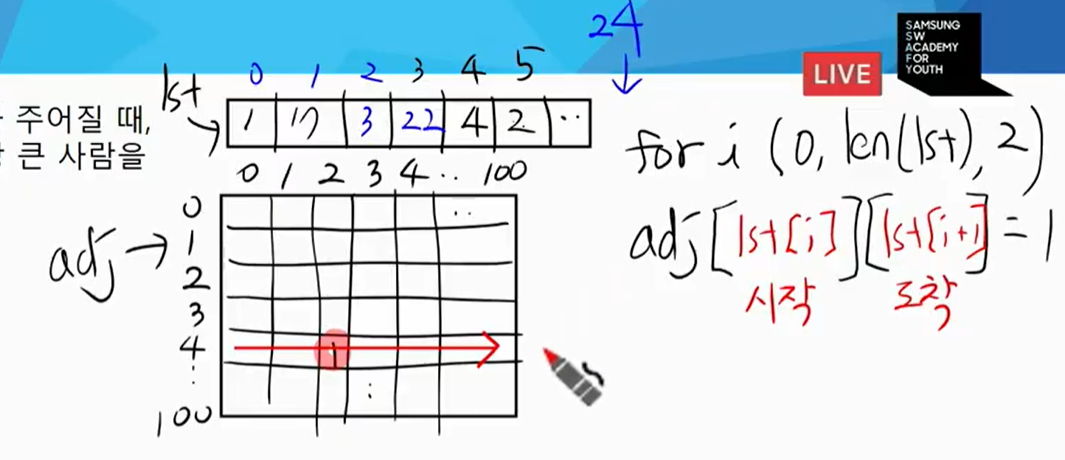 24
LIVE
SAMSUNG
SW
ACADEMY
FOR
YOUTH
주어질 때,
큰 사람을
0 1 2 3 4 5
lst → 1 17 3 22 4 2 ..
0 1 2 3 4 .. 100
adj →
0 ..
1
2
3
4 1
:
100
for i (0, len(lst), 2)
adj[lst[i]][lst[i+1]] = 1
시작 도착